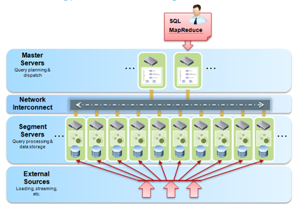 SQL
MapReduce
Master
Servers
Query planning &
dispatch
...
...
Network
Interconnect
Segment
Servers
Query processing &
data storage
...
...
External
Sources
Loading, streaming,
etc.